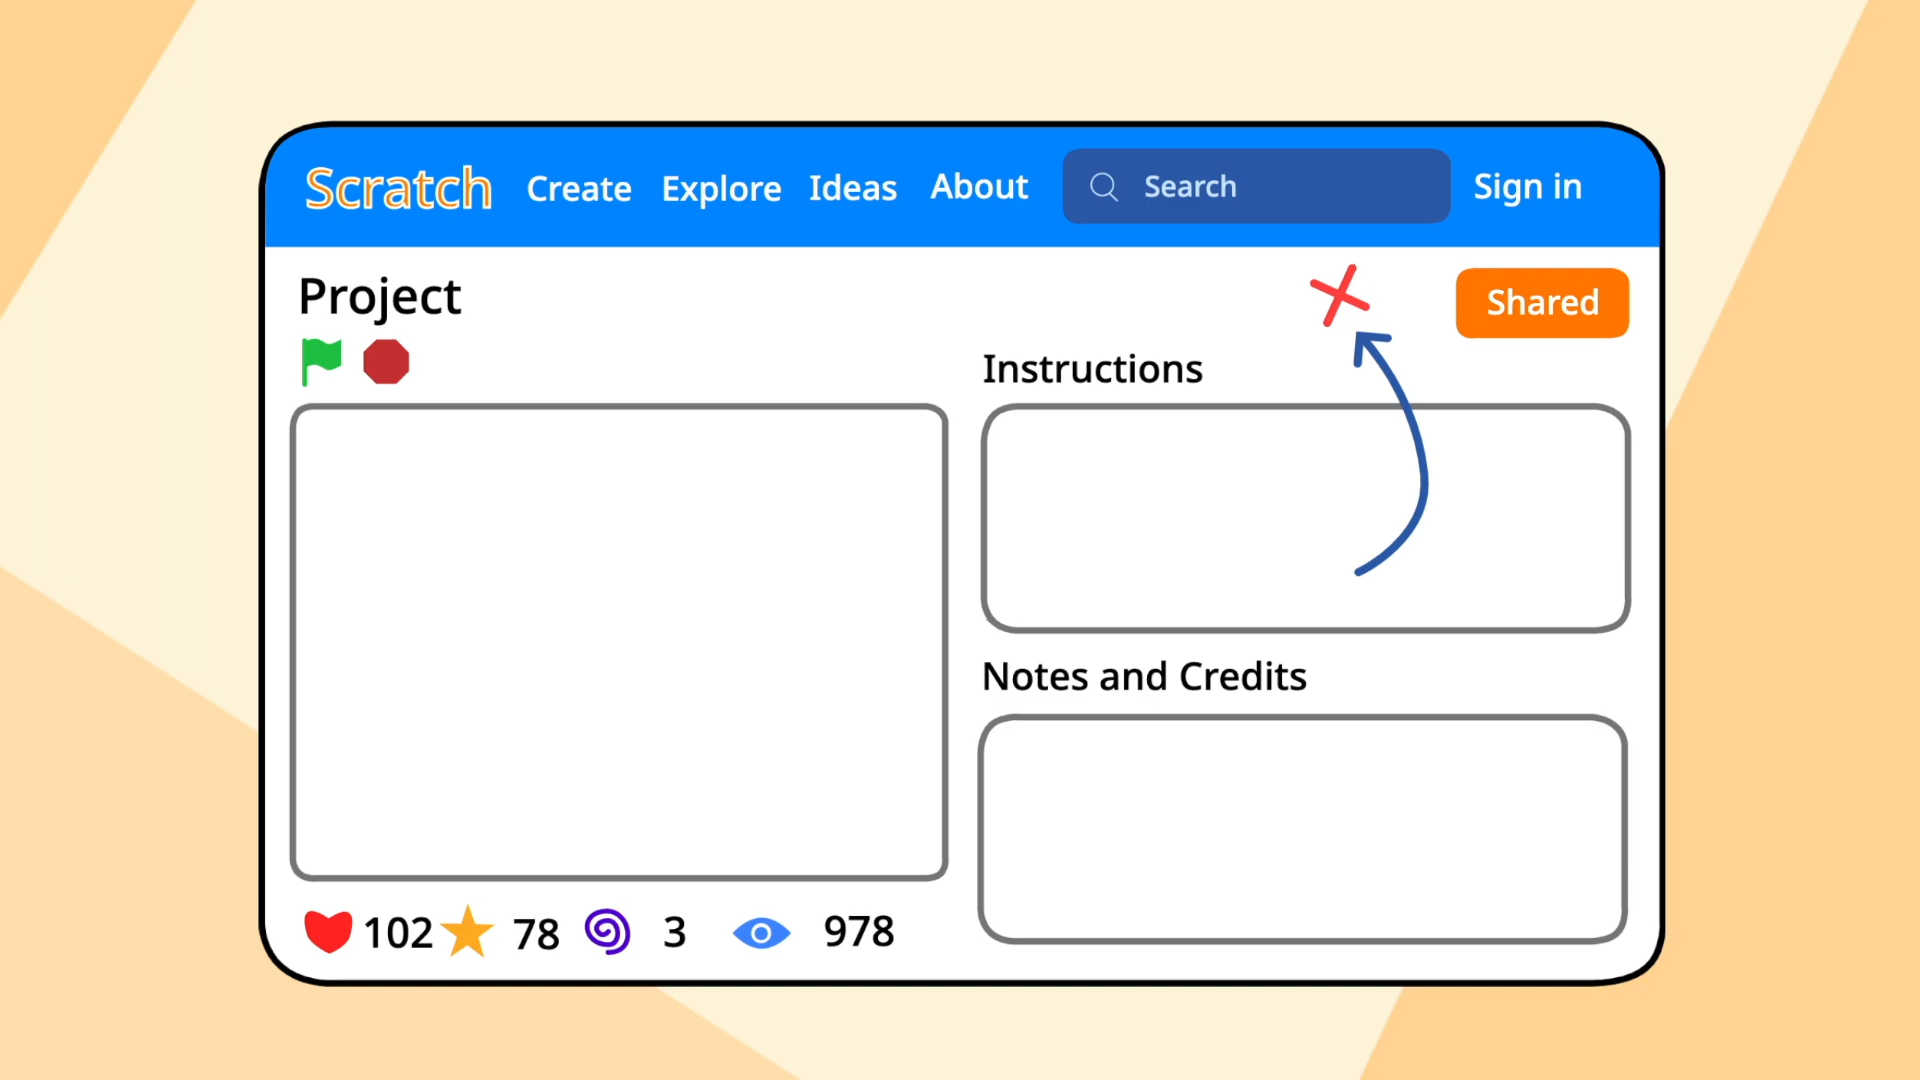 Scratch Create Explore Ideas About Search Sign in
Project
Shared
Instructions
Notes and Credits
102 78 3 978